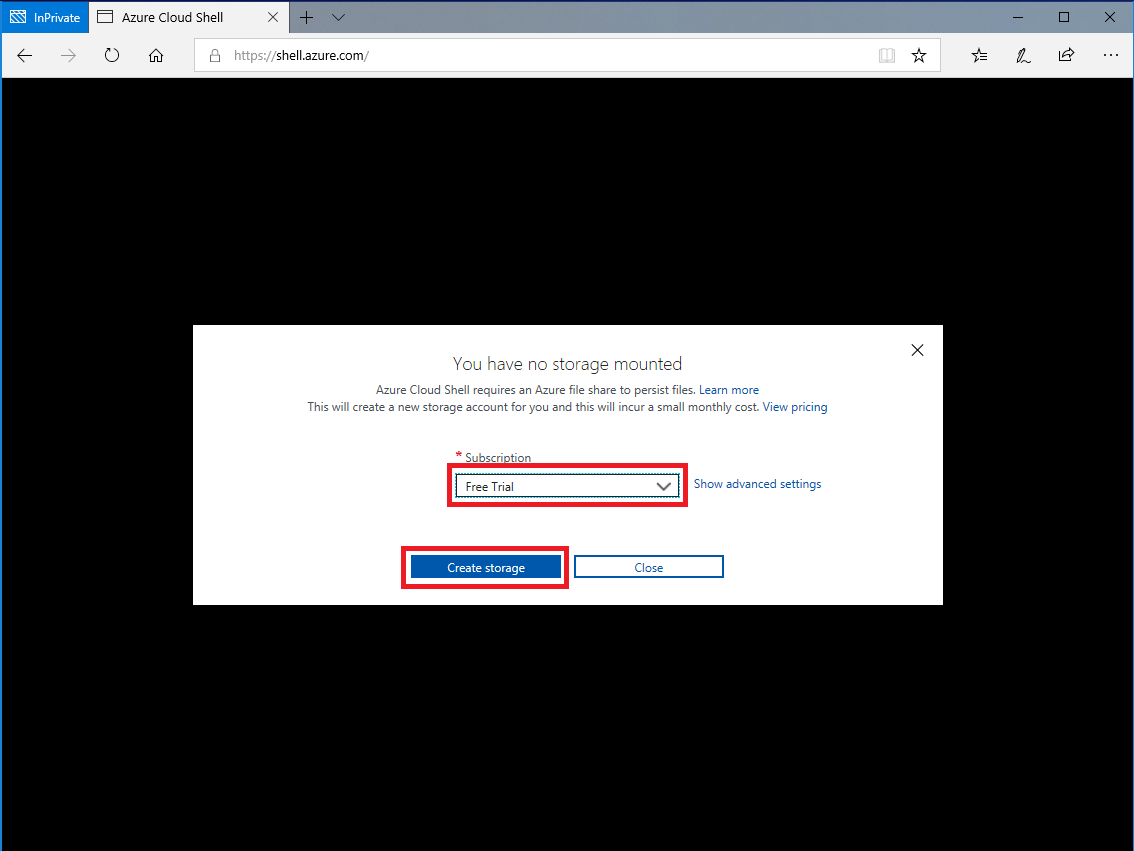 InPrivate
Azure Cloud Shell
https://shell.azure.com/
You have no storage mounted
Azure Cloud Shell requires an Azure file share to persist files. Learn more
This will create a new storage account for you and this will incur a small monthly cost. View pricing
* Subscription
Free Trial
Show advanced settings
Create storage
Close